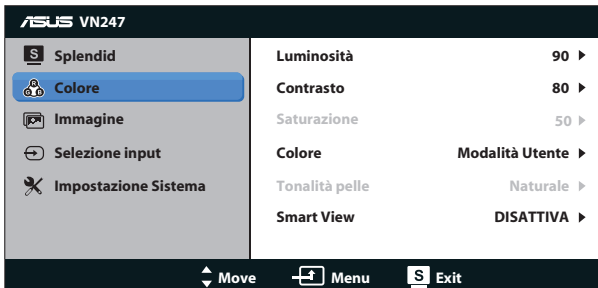 ASUS VN247
S Splendid
Colore
Immagine
Selezione input
Impostazione Sistema
Luminosità 90
Contrasto 80
Saturazione 50
Colore Modalità Utente
Tonalità pelle Naturale
Smart View DISATTIVA
Move Menu S Exit